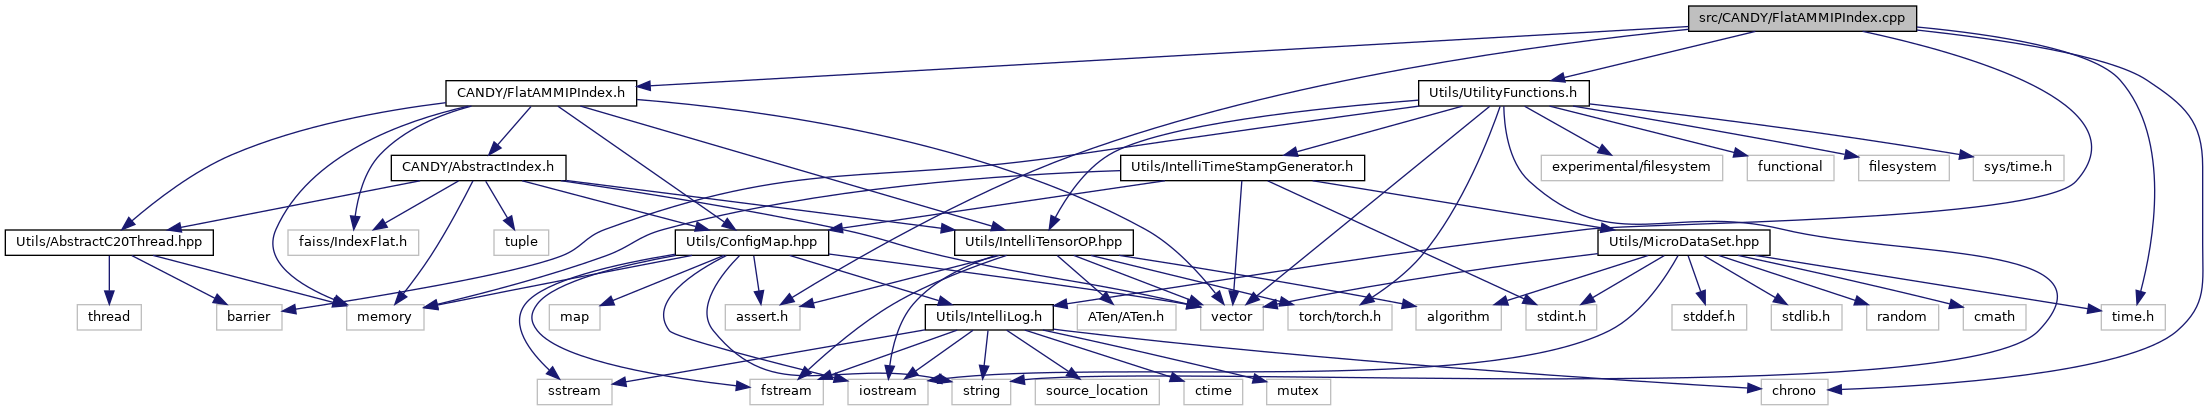 src/CANDY/FlatAMMIPIndex.cpp
CANDY/FlatAMMIPIndex.h
Utils/UtilityFunctions.h
CANDY/AbstractIndex.h
Utils/IntelliTimeStampGenerator.h
experimental/filesystem
functional
filesystem
sys/time.h
Utils/AbstractC20Thread.hpp
faiss/IndexFlat.h
tuple
Utils/ConfigMap.hpp
Utils/IntelliTensorOP.hpp
Utils/MicroDataSet.hpp
thread
barrier
memory
map
assert.h
Utils/IntelliLog.h
ATen/ATen.h
vector
torch/torch.h
algorithm
stdint.h
stddef.h
stdlib.h
random
cmath
time.h
sstream
fstream
iostream
string
source_location
ctime
mutex
chrono